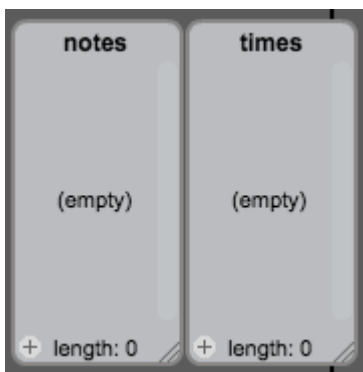 notes
(empty)
+ length: 0
times
(empty)
+ length: 0